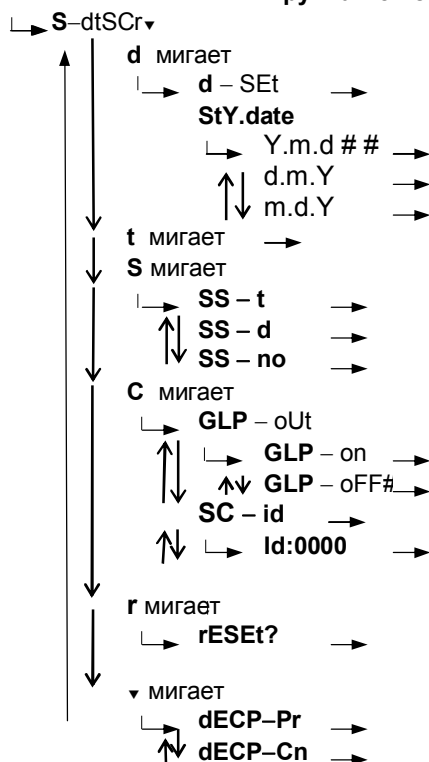 S–dtSCr▾
d мигает
d – SEt
StY.date
Y.m.d # #
d.m.Y
m.d.Y
t мигает
S мигает
SS – t
SS – d
SS – no
C мигает
GLP – oUt
GLP – on
GLP – oFF#
SC – id
Id:0000
r мигает
rESEt?
▾ мигает
dECP–Pr
dECP–Cn